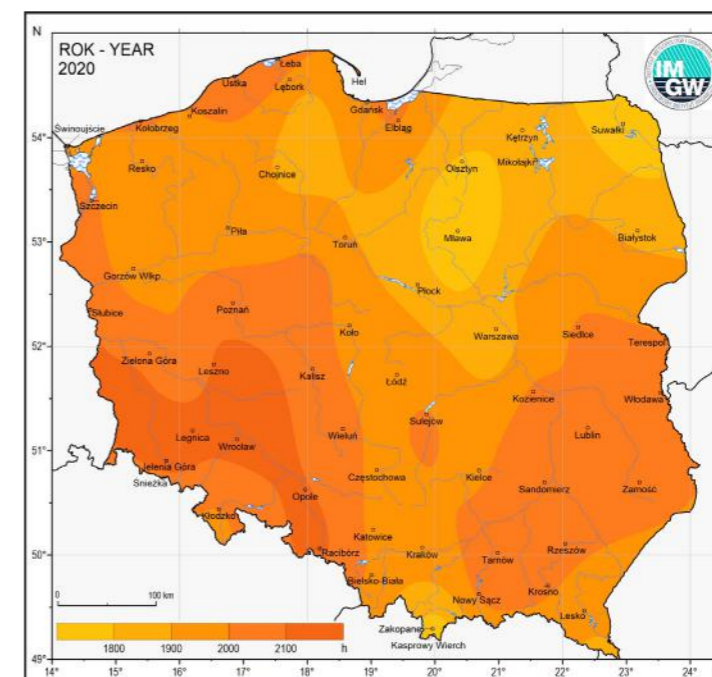 N
ROK - YEAR
2020
IM
GW
Łeba
Ustka
Hel
Lębork
Koszalin
Gdańsk
Świnoujście
Kołobrzeg
Elbląg
54°
Kętrzyn
Suwałki
Resko
Chojnice
Olsztyn
Mikołajki
Szczecin
Piła
Toruń
Mława
Białystok
53°
Gorzów Wlkp.
Płock
Słubice
Poznań
Koło
Warszawa
Siedlce
52°
Zielona Góra
Leszno
Kalisz
Łódź
Terespol
Kozienice
Włodawa
Sulejów
Legnica
Wrocław
Wieluń
Lublin
51°
Jelenia Góra
Śnieżka
Opole
Częstochowa
Kielce
Sandomierz
Zamość
Kłodzko
Katowice
Kraków
Rzeszów
50°
Racibórz
Tarnów
Bielsko-Biała
Nowy Sącz
Krosno
Lesko
0 100 km
Zakopane
Kasprowy Wierch
1800 1900 2000 2100 h
49°
14° 15° 16° 17° 18° 19° 20° 21° 22° 23° 24°